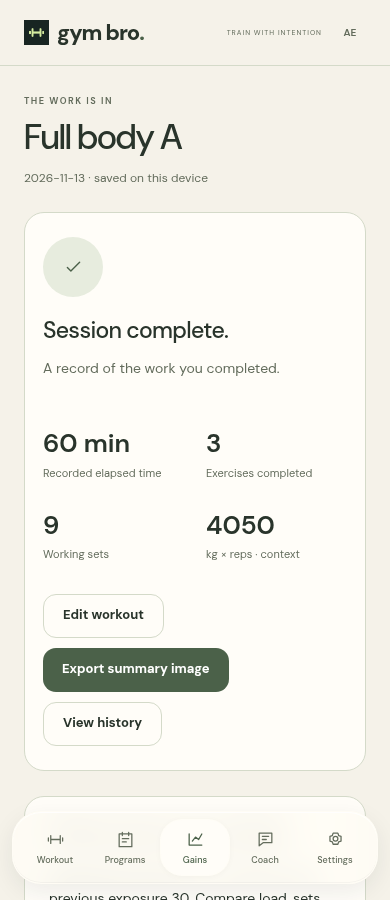 gym bro.
TRAIN WITH INTENTION
AE
THE WORK IS IN
Full body A
2026-11-13 · saved on this device
Session complete.
A record of the work you completed.
60 min
Recorded elapsed time
3
Exercises completed
9
Working sets
4050
kg × reps · context
Edit workout
Export summary image
View history
Workout
Programs
Gains
Coach
Settings
previous exposure 30. Compare load, sets,